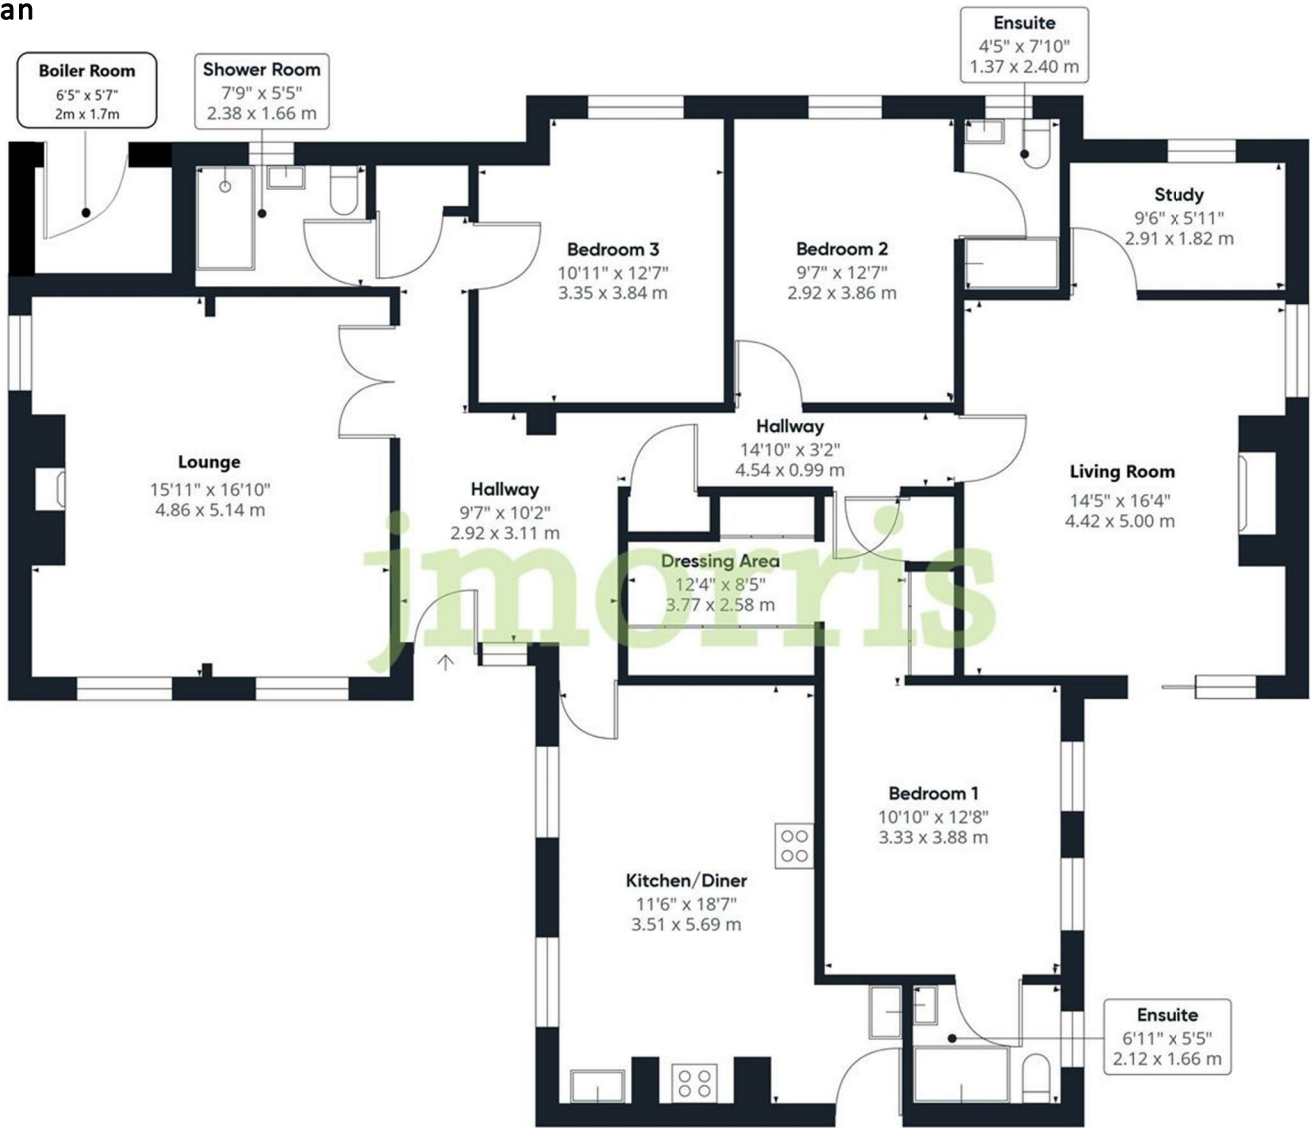 an
Boiler Room
6'5" x 5'7"
2m x 1.7m
Shower Room
7'9" x 5'5"
2.38 x 1.66 m
Ensuite
4'5" x 7'10"
1.37 x 2.40 m
Bedroom 3
10'11" x 12'7"
3.35 x 3.84 m
Bedroom 2
9'7" x 12'7"
2.92 x 3.86 m
Study
9'6" x 5'11"
2.91 x 1.82 m
Lounge
15'11" x 16'10"
4.86 x 5.14 m
Hallway
9'7" x 10'2"
2.92 x 3.11 m
Hallway
14'10" x 3'2"
4.54 x 0.99 m
Living Room
14'5" x 16'4"
4.42 x 5.00 m
Dressing Area
12'4" x 8'5"
3.77 x 2.58 m
jmorris
Bedroom 1
10'10" x 12'8"
3.33 x 3.88 m
Kitchen/Diner
11'6" x 18'7"
3.51 x 5.69 m
Ensuite
6'11" x 5'5"
2.12 x 1.66 m